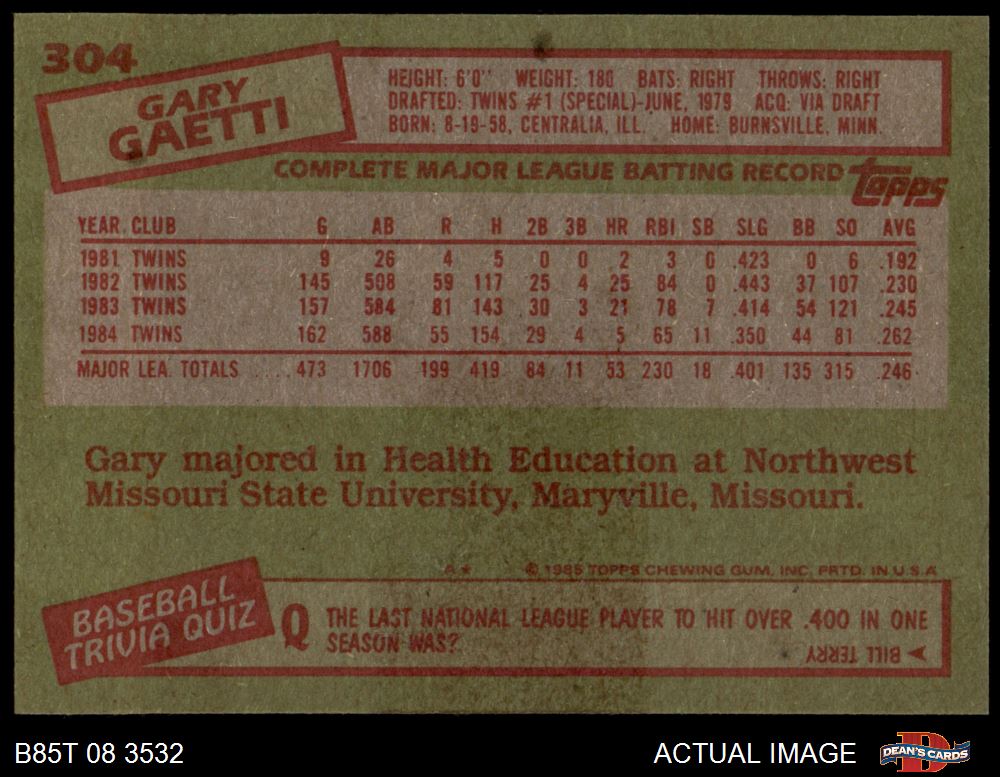 304
GARY
GAETTI
HEIGHT: 6'0" WEIGHT: 180 BATS: RIGHT THROWS: RIGHT
DRAFTED: TWINS #1 (SPECIAL)-JUNE, 1979 ACQ: VIA DRAFT
BORN: 8-19-58, CENTRALIA, ILL. HOME: BURNSVILLE, MINN.
COMPLETE MAJOR LEAGUE BATTING RECORD topps
YEAR CLUB G AB R H 2B 3B HR RBI SB SLG BB SO AVG
1981 TWINS 9 26 4 5 0 0 2 3 0 .423 0 6 .192
1982 TWINS 145 508 59 117 25 4 25 84 0 .443 37 107 .230
1983 TWINS 157 584 81 143 30 3 21 78 7 .414 54 121 .245
1984 TWINS 162 588 55 154 29 4 5 65 11 .350 44 81 .262
MAJOR LEA. TOTALS ....473 1706 199 419 84 11 53 230 18 .401 135 315 .246
Gary majored in Health Education at Northwest
Missouri State University, Maryville, Missouri.
A★ © 1985 TOPPS CHEWING GUM, INC. PRTD. IN U.S.A.
BASEBALL
TRIVIA QUIZ
Q THE LAST NATIONAL LEAGUE PLAYER TO HIT OVER .400 IN ONE
SEASON WAS?
BILL TERRY
B85T 08 3532 ACTUAL IMAGE DEAN'S CARDS